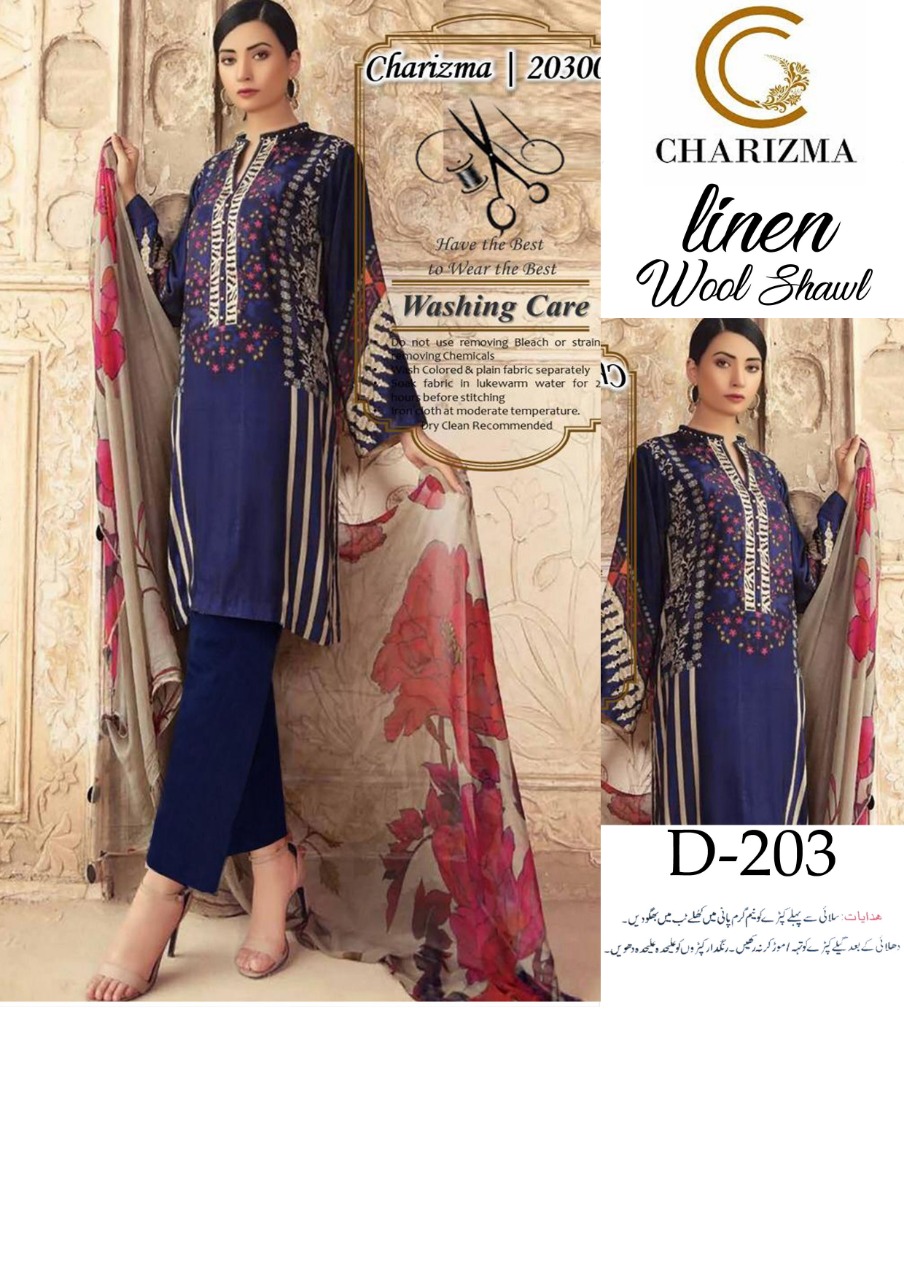 Charizma | 20300
Have the Best
to Wear the Best
Washing Care
Do not use removing Bleach or strain
removing Chemicals
Wash Colored & plain fabric separately
Soak fabric in lukewarm water for 2
hours before stitching
Iron cloth at moderate temperature.
Dry Clean Recommended
CHARIZMA
linen
Wool Shawl
D-203
ھدایات: سلائی سے پہلے کپڑے کو نیم گرم پانی میں کھلے ٹب میں بھگو دیں۔
دھلائی کے بعد گیلے کپڑے کو تہہ / موڑ کر نہ رکھیں۔ رنگدار کپڑوں کو علیحدہ علیحدہ دھویں۔